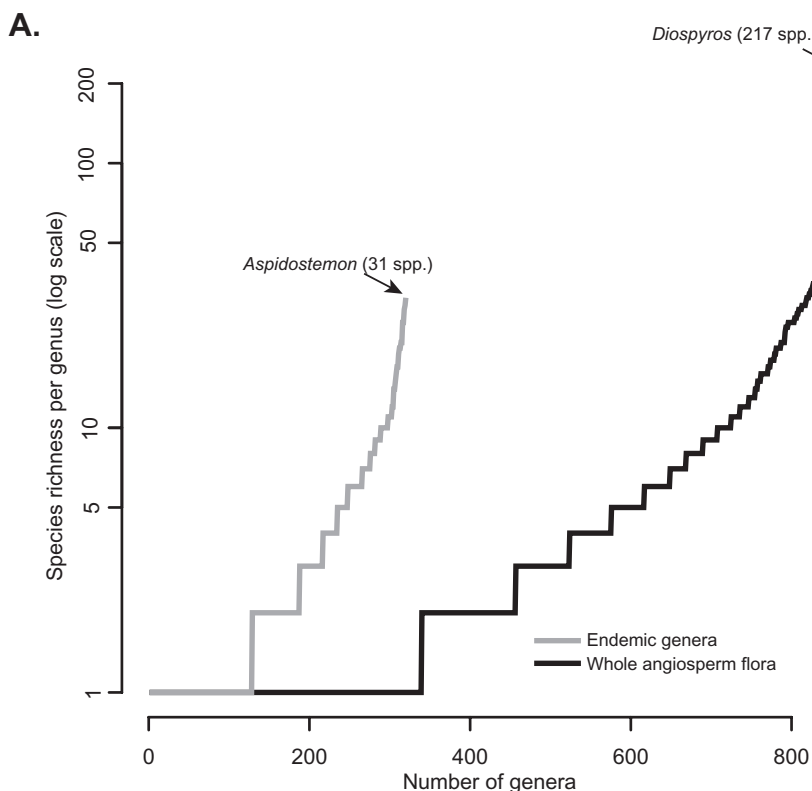 A.
Diospyros (217 spp.
Species richness per genus (log scale)
200
100
50
10
5
1
Aspidostemon (31 spp.)
Endemic genera
Whole angiosperm flora
0 200 400 600 800
Number of genera